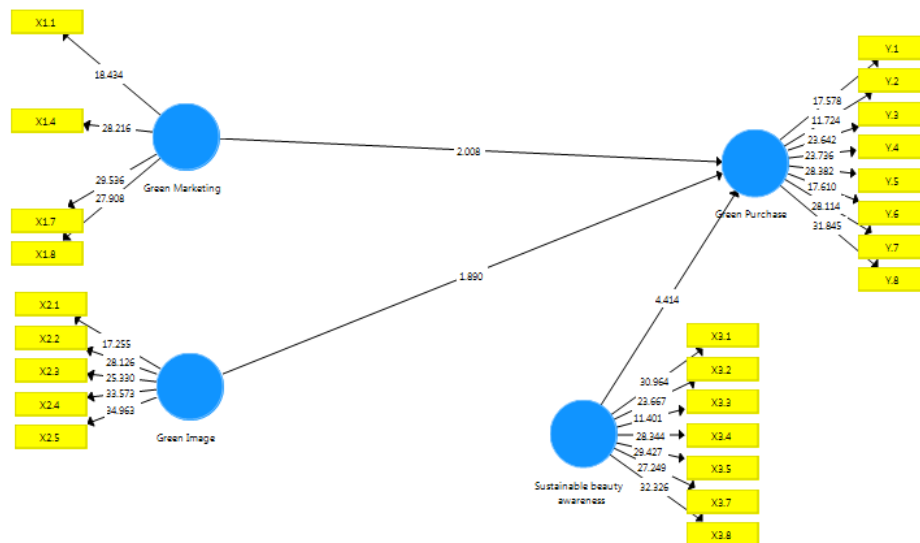 X1.1
18.434
X1.4
28.216
29.536
27.908
X1.7
X1.8
Green Marketing
2.008
Y.1
Y.2
Y.3
Y.4
Y.5
Y.6
Y.7
Y.8
17.578
11.724
23.642
23.736
28.382
17.610
28.114
31.845
Green Purchase
1.890
4.414
X2.1
X2.2
X2.3
X2.4
X2.5
17.255
28.126
25.330
33.573
34.963
Green Image
X3.1
X3.2
X3.3
X3.4
X3.5
X3.7
X3.8
30.964
23.667
11.401
28.344
29.427
27.249
32.326
Sustainable beauty
awareness